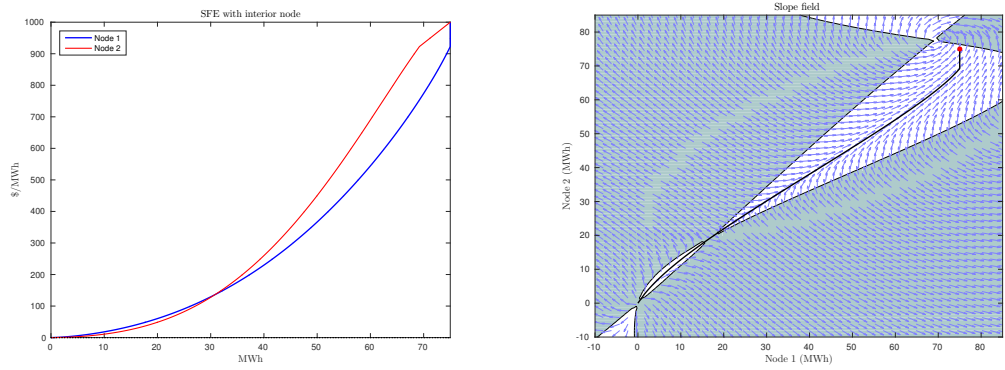 SFE with interior node
Node 1
Node 2
$/MWh
1000
900
800
700
600
500
400
300
200
100
0
0 10 20 30 40 50 60 70
MWh
Slope field
Node 2 (MWh)
80
70
60
50
40
30
20
10
0
-10
-10 0 10 20 30 40 50 60 70 80
Node 1 (MWh)